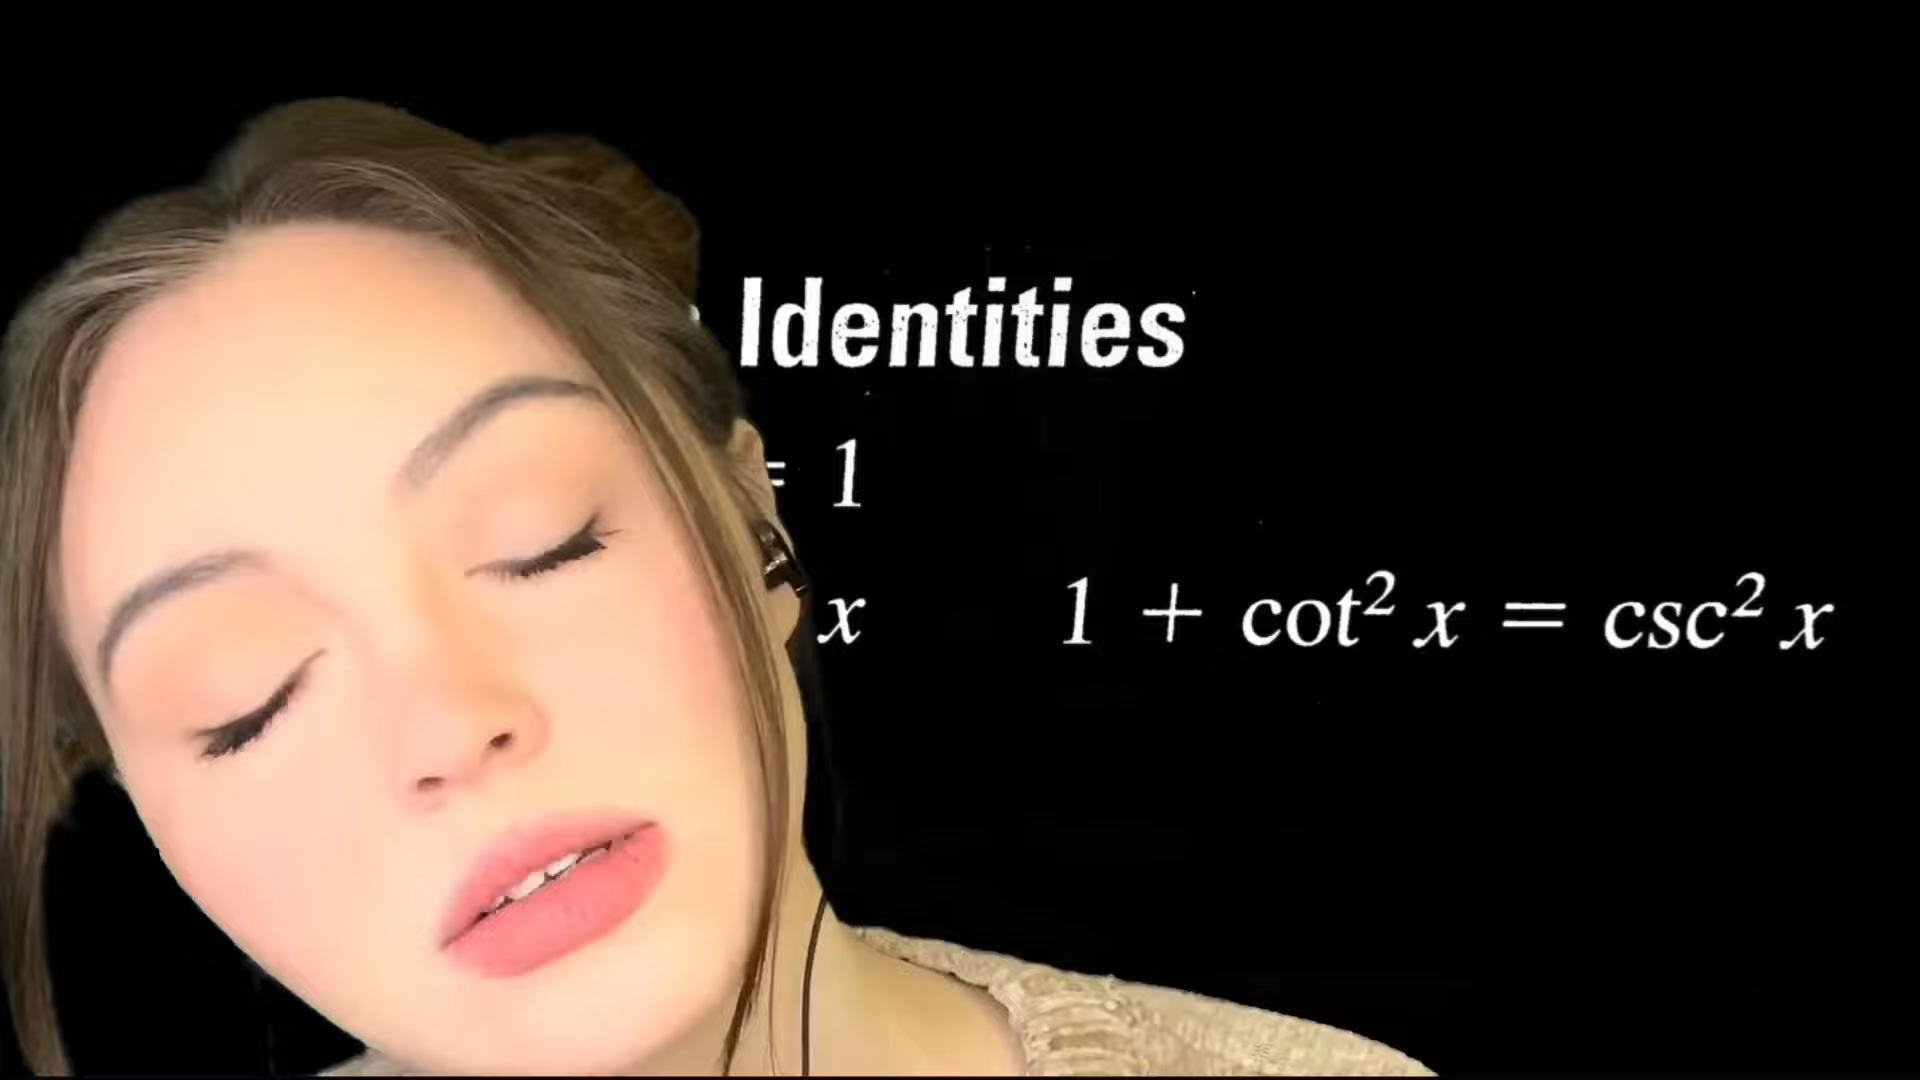 Identities
= 1
x    1 + cot² x = csc² x